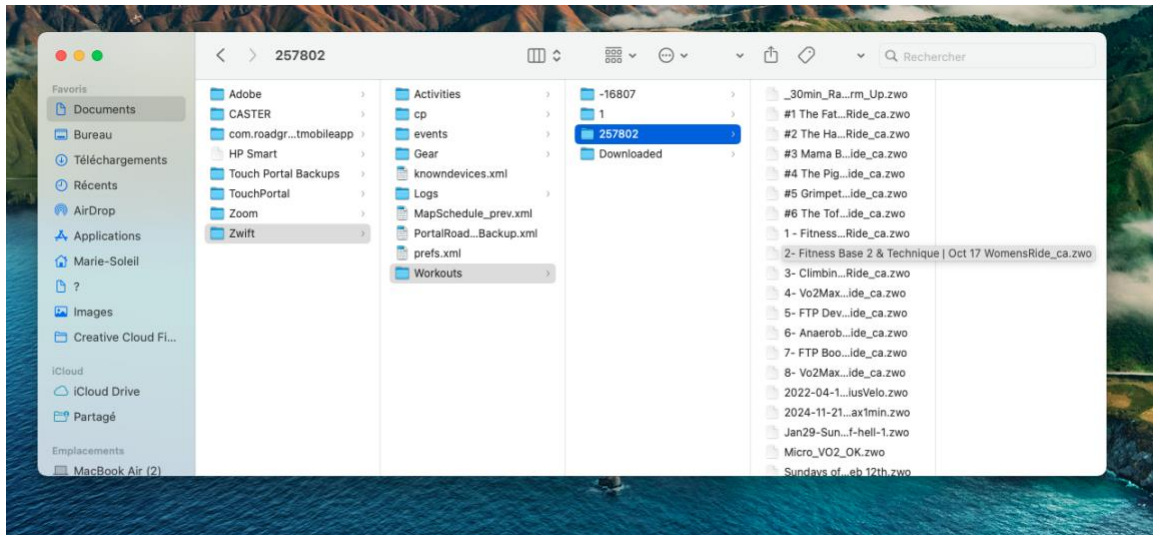 257802
Rechercher
Favoris
Documents
Bureau
Téléchargements
Récents
AirDrop
Applications
Marie-Soleil
?
Images
Creative Cloud Fi...
iCloud
iCloud Drive
Partagé
Emplacements
MacBook Air (2)
Adobe
CASTER
com.roadgr...tmobileapp
HP Smart
Touch Portal Backups
TouchPortal
Zoom
Zwift
Activities
cp
events
Gear
knowndevices.xml
Logs
MapSchedule_prev.xml
PortalRoad...Backup.xml
prefs.xml
Workouts
-16807
1
257802
Downloaded
_30min_Ra...rm_Up.zwo
#1 The Fat...Ride_ca.zwo
#2 The Ha...Ride_ca.zwo
#3 Mama B...ide_ca.zwo
#4 The Pig...ide_ca.zwo
#5 Grimpet...ide_ca.zwo
#6 The Tof...ide_ca.zwo
1 - Fitness...Ride_ca.zwo
2- Fitness Base 2 & Technique | Oct 17 WomensRide_ca.zwo
3- Climbin...Ride_ca.zwo
4- Vo2Max...ide_ca.zwo
5- FTP Dev...ide_ca.zwo
6- Anaerob...ide_ca.zwo
7- FTP Boo...ide_ca.zwo
8- Vo2Max...ide_ca.zwo
2022-04-1...iusVelo.zwo
2024-11-21...ax1min.zwo
Jan29-Sun...f-hell-1.zwo
Micro_VO2_OK.zwo
Sundays of...eb 12th.zwo